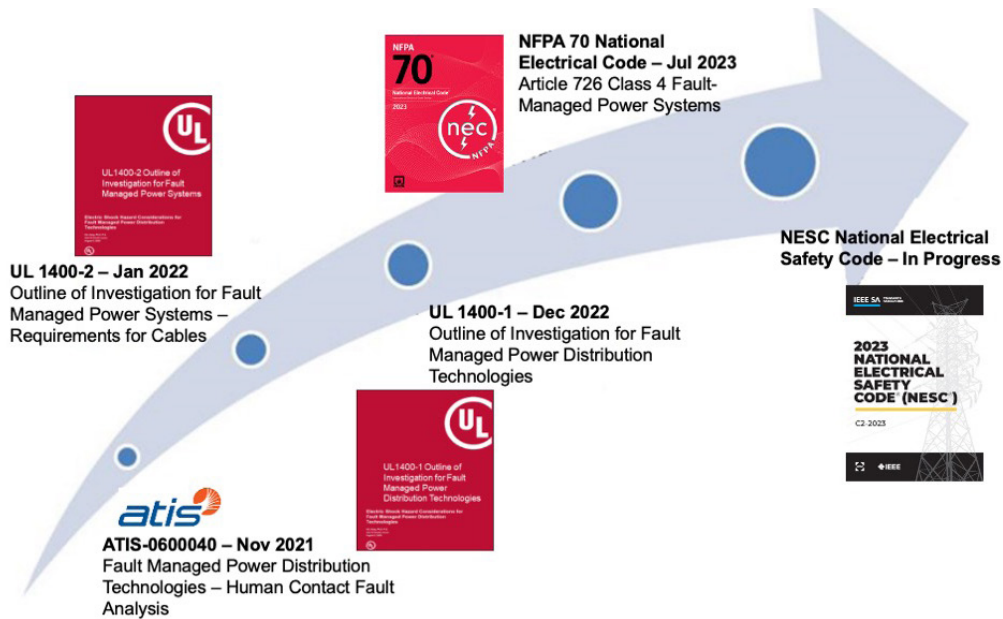 NFPA
70
National Electrical Code
2023
nec
NFPA
NFPA 70 National
Electrical Code – Jul 2023
Article 726 Class 4 Fault-
Managed Power Systems
UL
UL1400-2 Outline of
Investigation for Fault
Managed Power Systems
Electric Shock Hazard Considerations for
Fault Managed Power Distribution
Technologies
UL
UL 1400-2 – Jan 2022
Outline of Investigation for Fault
Managed Power Systems –
Requirements for Cables
UL 1400-1 – Dec 2022
Outline of Investigation for Fault
Managed Power Distribution
Technologies
UL
UL1400-1 Outline of
Investigation for Fault
Managed Power
Distribution Technologies
Electric Shock Hazard Considerations for
Fault Managed Power Distribution
Technologies
UL
NESC National Electrical
Safety Code – In Progress
IEEE SA
2023
NATIONAL
ELECTRICAL
SAFETY
CODE® (NESC®)
C2-2023
IEEE
atis
ATIS-0600040 – Nov 2021
Fault Managed Power Distribution
Technologies – Human Contact Fault
Analysis